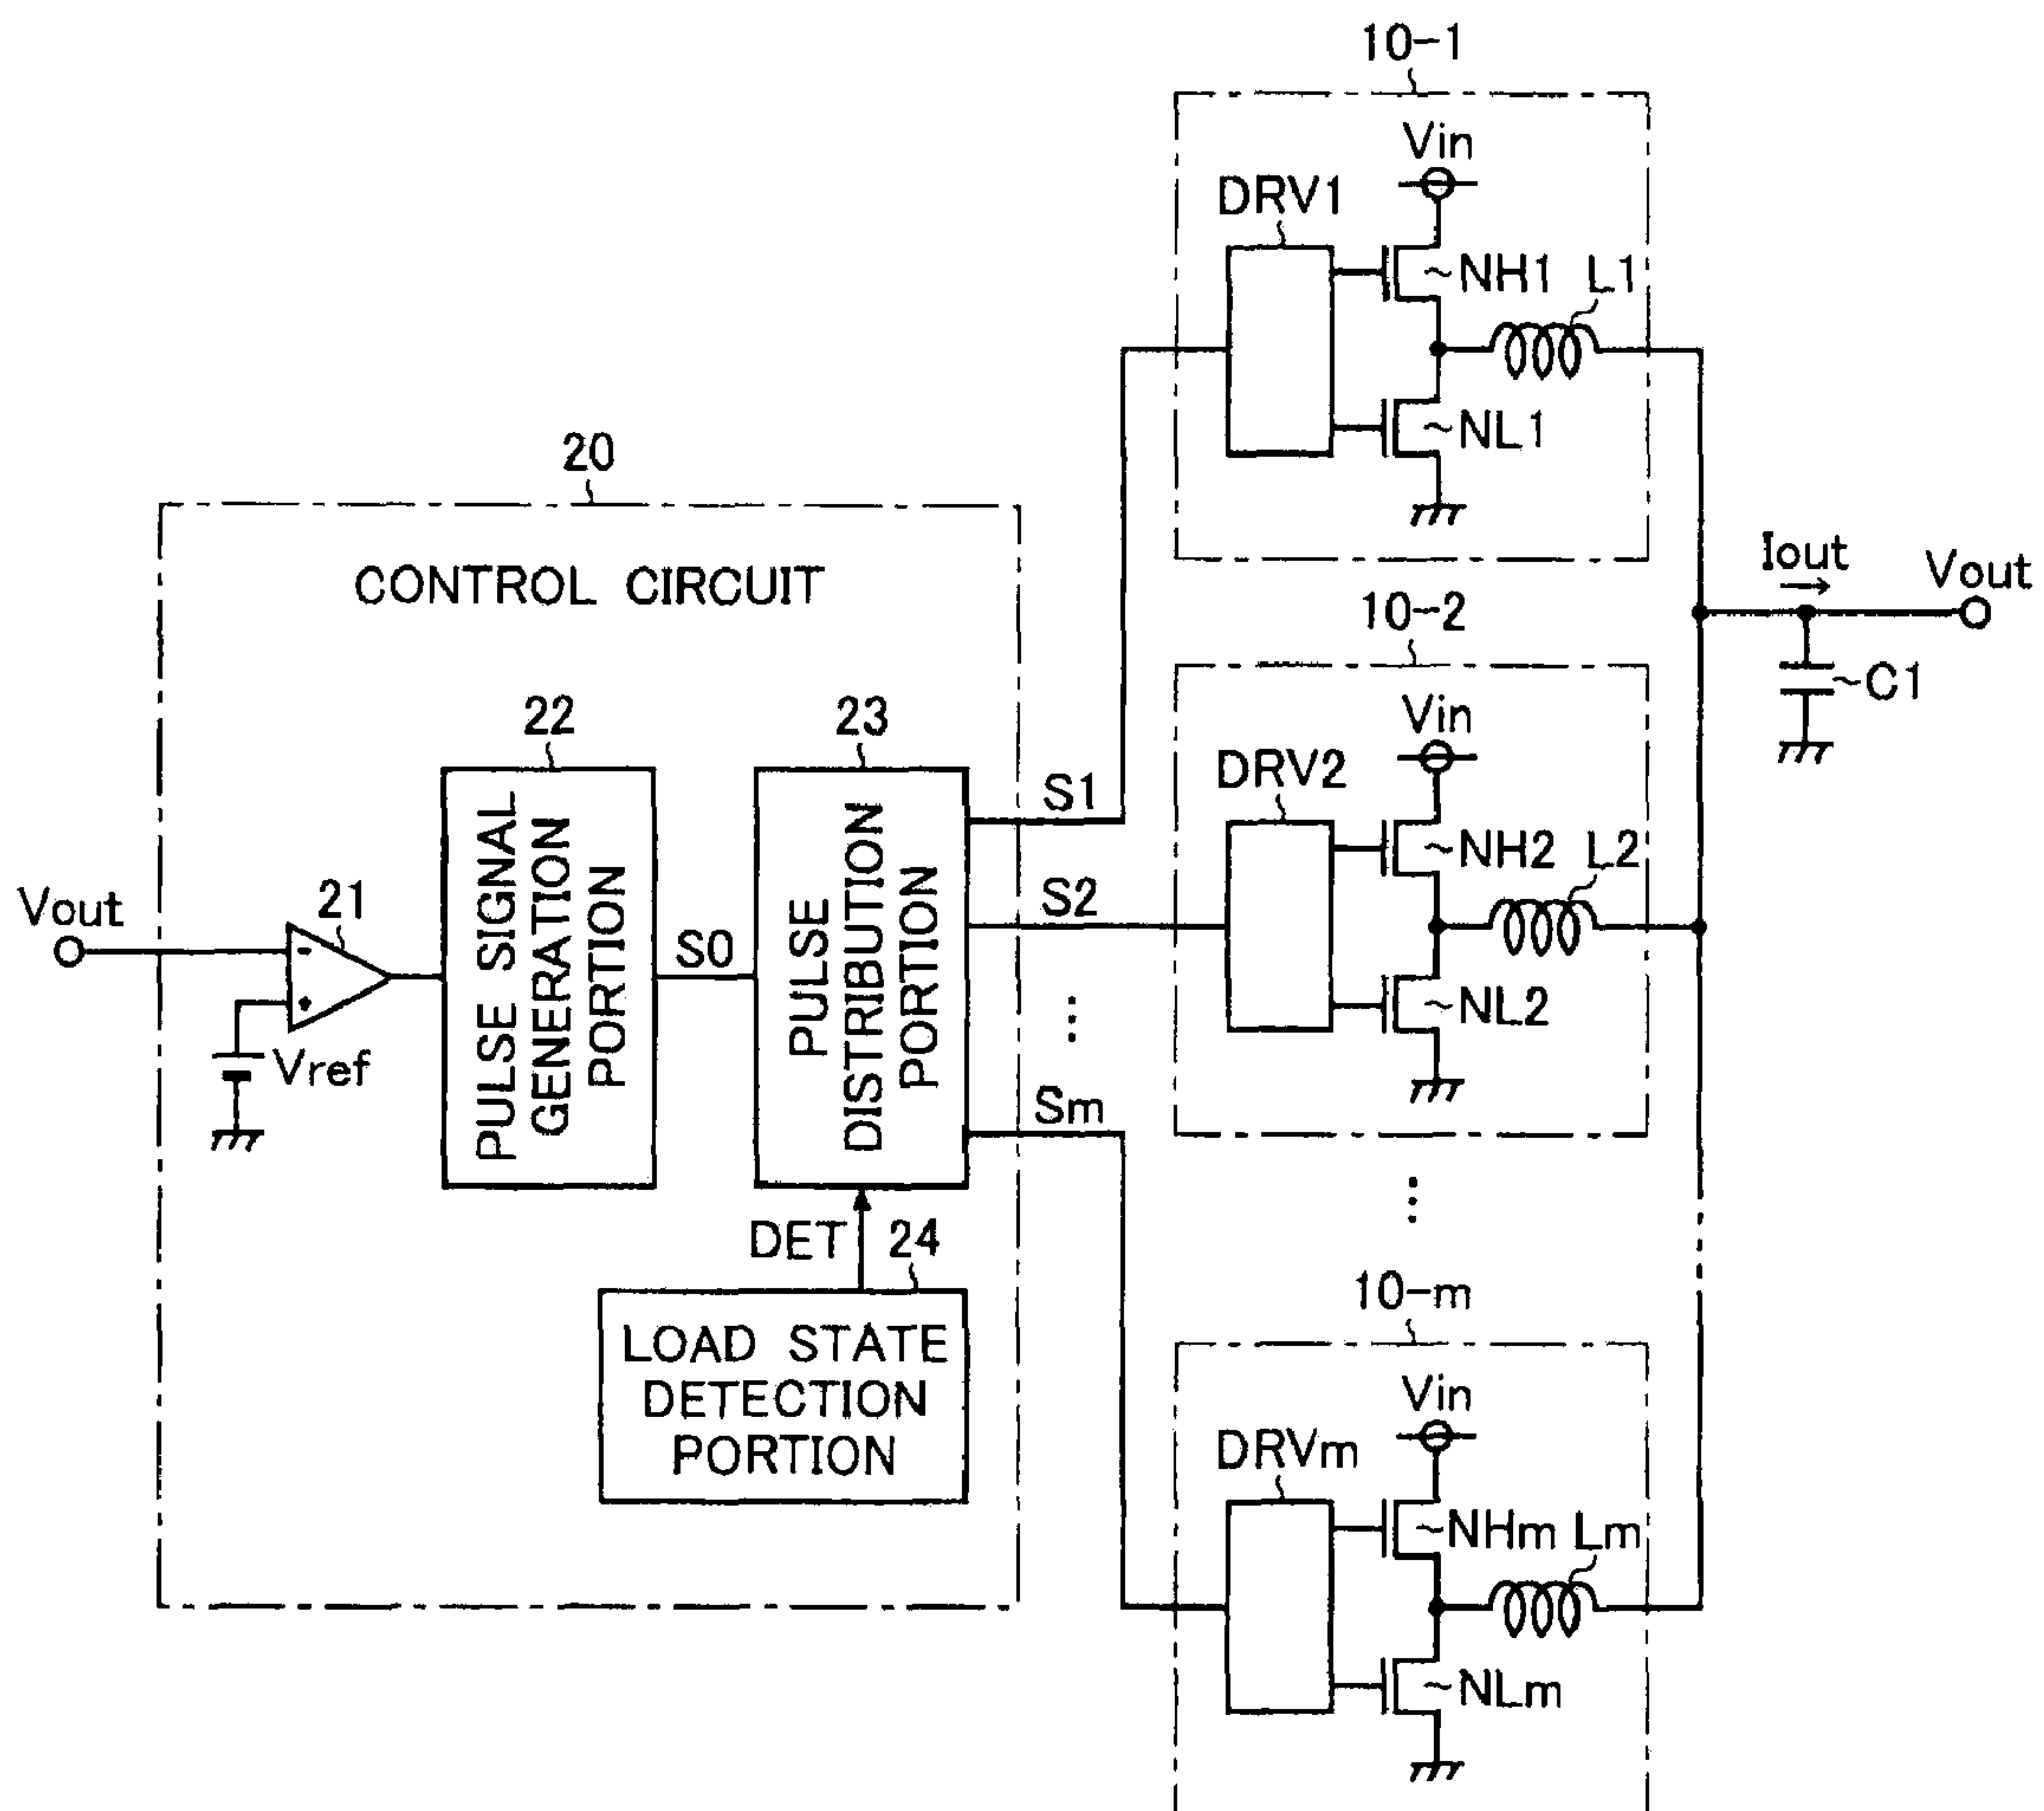 10-1
Vin
DRV1
NH1
L1
NL1
20
CONTROL CIRCUIT
Iout
Vout
10-2
C1
22
23
Vin
DRV2
S1
NH2
L2
PULSE SIGNAL
GENERATION
PORTION
PULSE
DISTRIBUTION
PORTION
Vout
21
-
+
S2
S0
NL2
Vref
Sm
DET
24
10-m
LOAD STATE
DETECTION
PORTION
Vin
DRVm
NHm
Lm
NLm